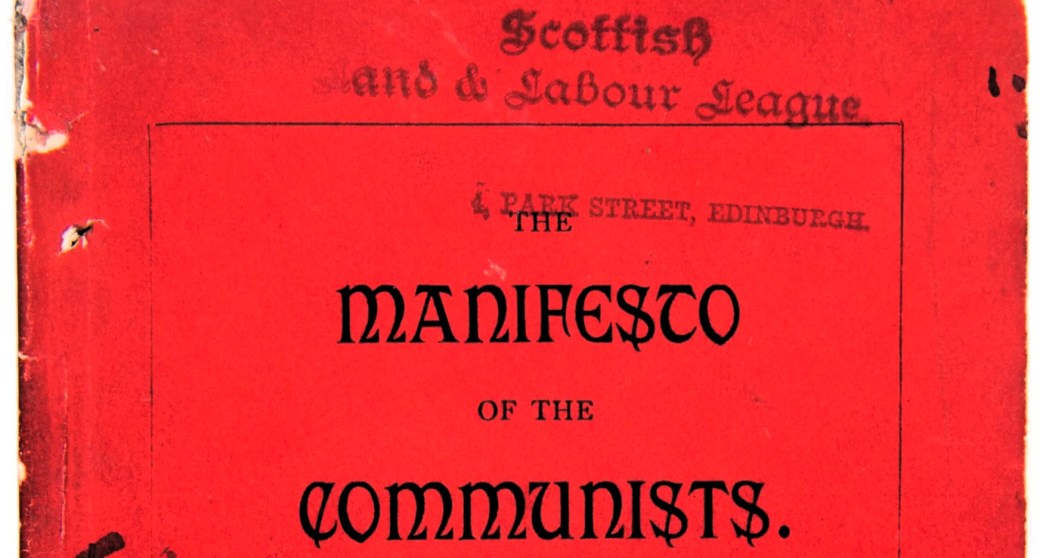 Scottish
Land & Labour League
4, PARK STREET, EDINBURGH.
THE
MANIFESTO
OF THE
COMMUNISTS.